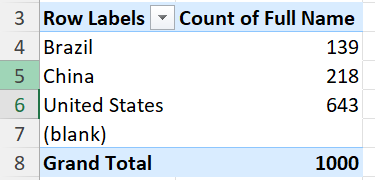 3 Row Labels Count of Full Name
4 Brazil 139
5 China 218
6 United States 643
7 (blank)
8 Grand Total 1000